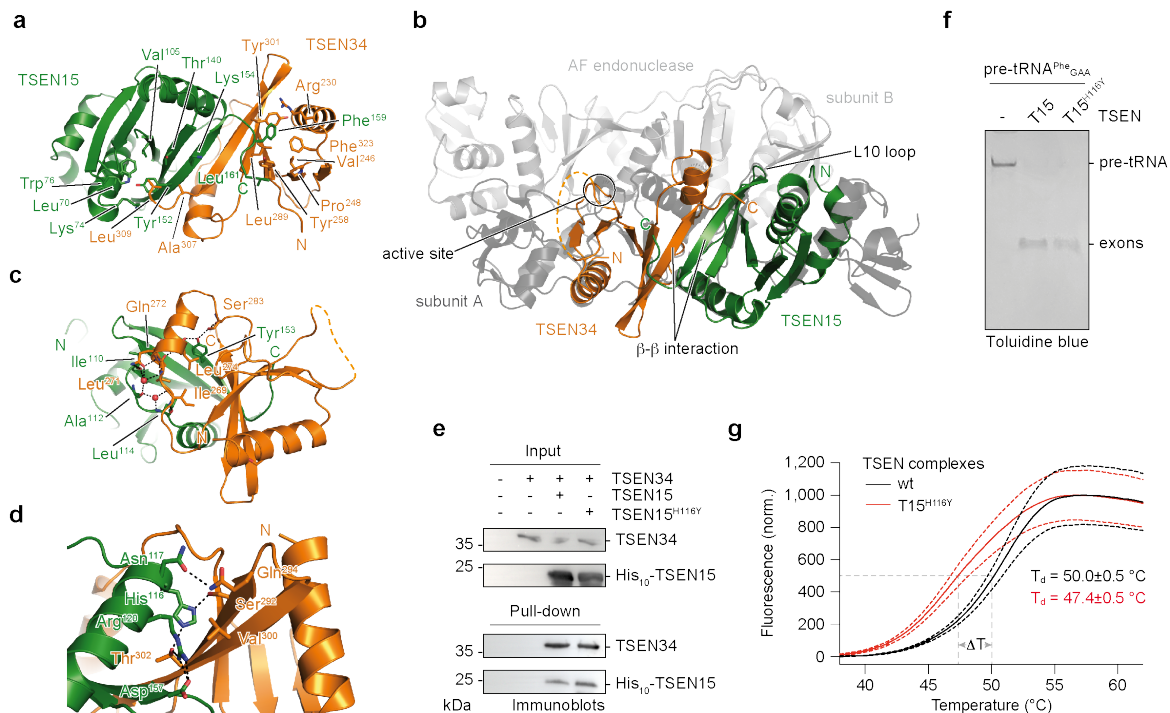 a
TSEN15
TSEN34
Val105
Thr140
Lys154
Tyr301
Arg230
Phe159
Phe323
Val246
Trp76
Leu70
Lys74
Leu309
Tyr152
Ala307
Leu161
C
Leu289
N
Pro248
Tyr258
b
AF endonuclease
subunit B
L10 loop
N
C
C
N
active site
subunit A
TSEN34
TSEN15
β-β interaction
c
Gln272
Ser283
N
C
Tyr153
C
Ile110
Leu271
Leu274
Ile269
Ala112
Leu114
N
d
N
Asn117
Gln294
His116
Ser292
Arg120
Val300
Thr302
Asp157
e
Input
- + + + TSEN34
- - + TSEN15
- - + TSEN15H116Y
35 TSEN34
25 His10-TSEN15
Pull-down
35 TSEN34
25 His10-TSEN15
kDa Immunoblots
f
pre-tRNAPheGAA
- T15 T15H116Y TSEN
pre-tRNA
exons
Toluidine blue
g
TSEN complexes
wt
T15H116Y
Fluorescence (norm.)
1,200
1,000
800
600
400
200
0
Td = 50.0±0.5 °C
Td = 47.4±0.5 °C
ΔT
40 45 50 55 60
Temperature (°C)